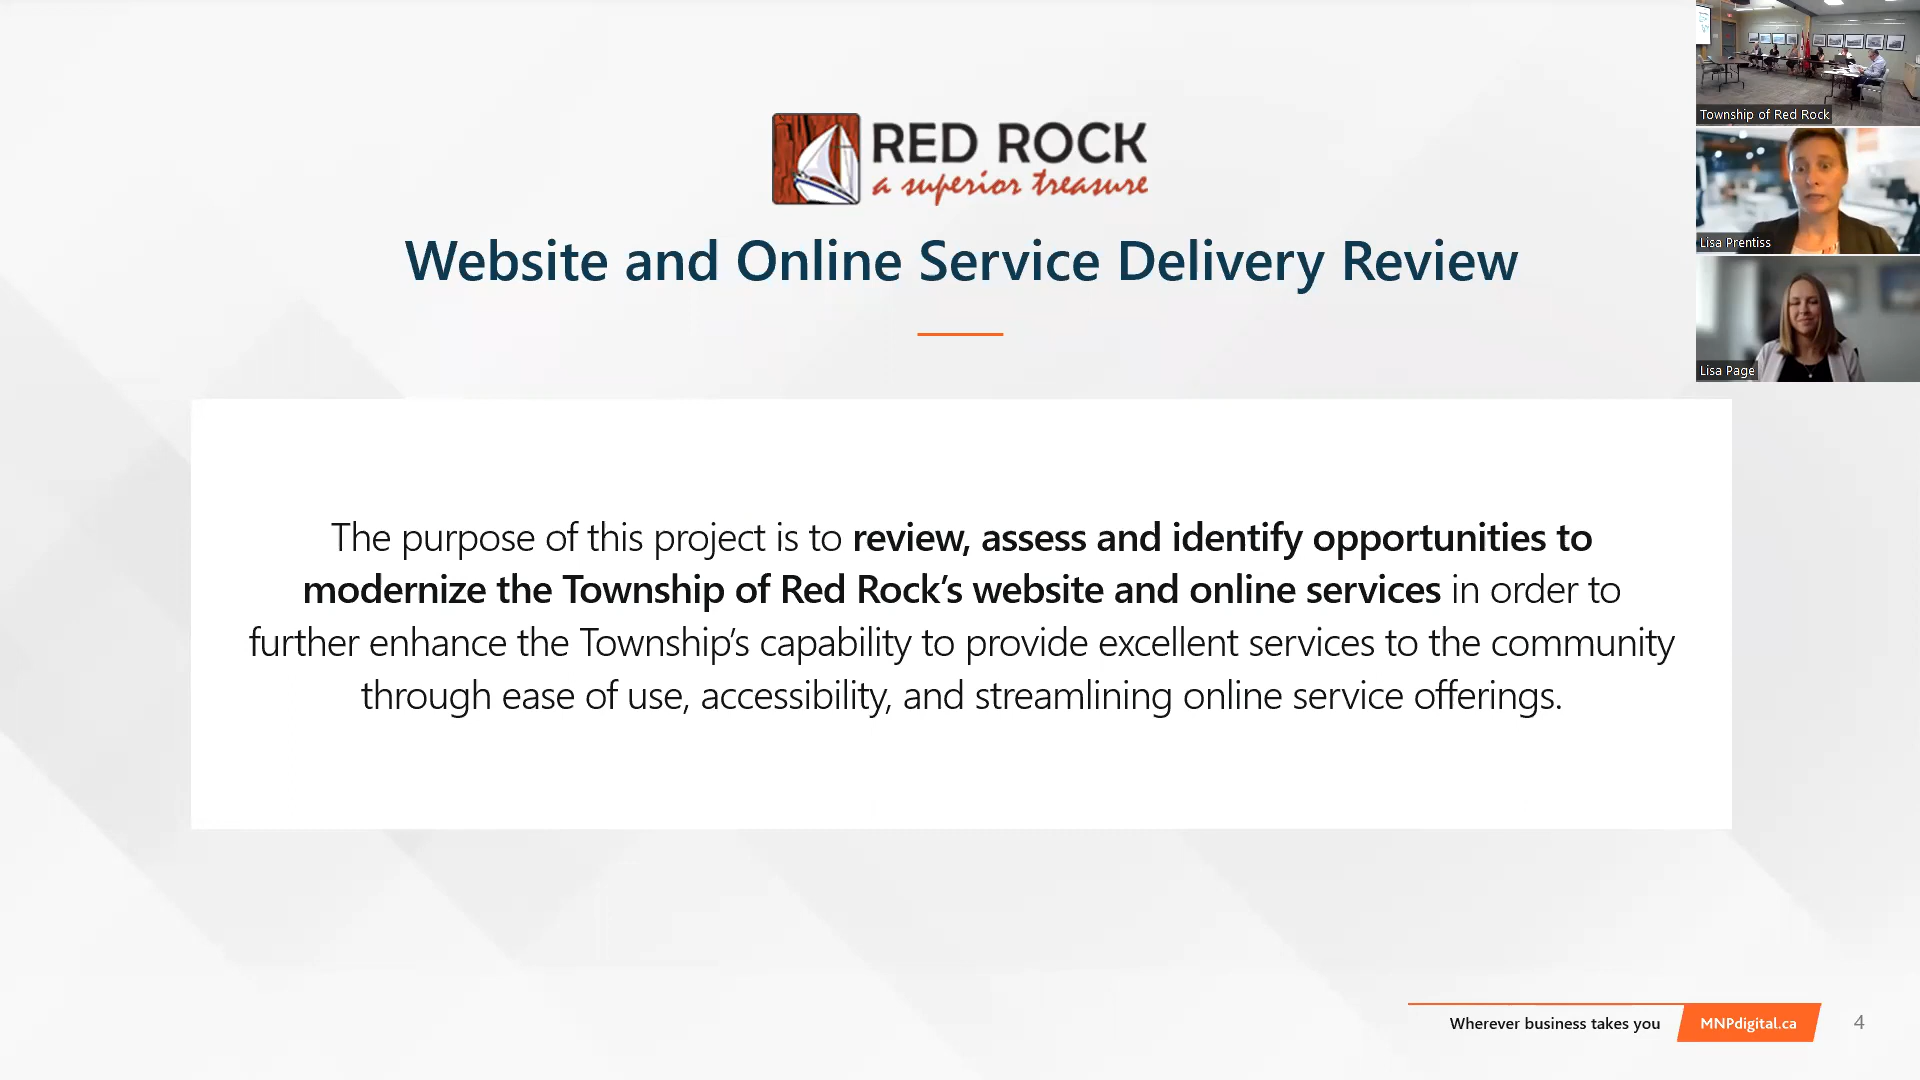 RED ROCK
a superior treasure
Website and Online Service Delivery Review
The purpose of this project is to review, assess and identify opportunities to
modernize the Township of Red Rock’s website and online services in order to
further enhance the Township’s capability to provide excellent services to the community
through ease of use, accessibility, and streamlining online service offerings.
Township of Red Rock
Lisa Prentiss
Lisa Page
Wherever business takes you
MNPdigital.ca
4